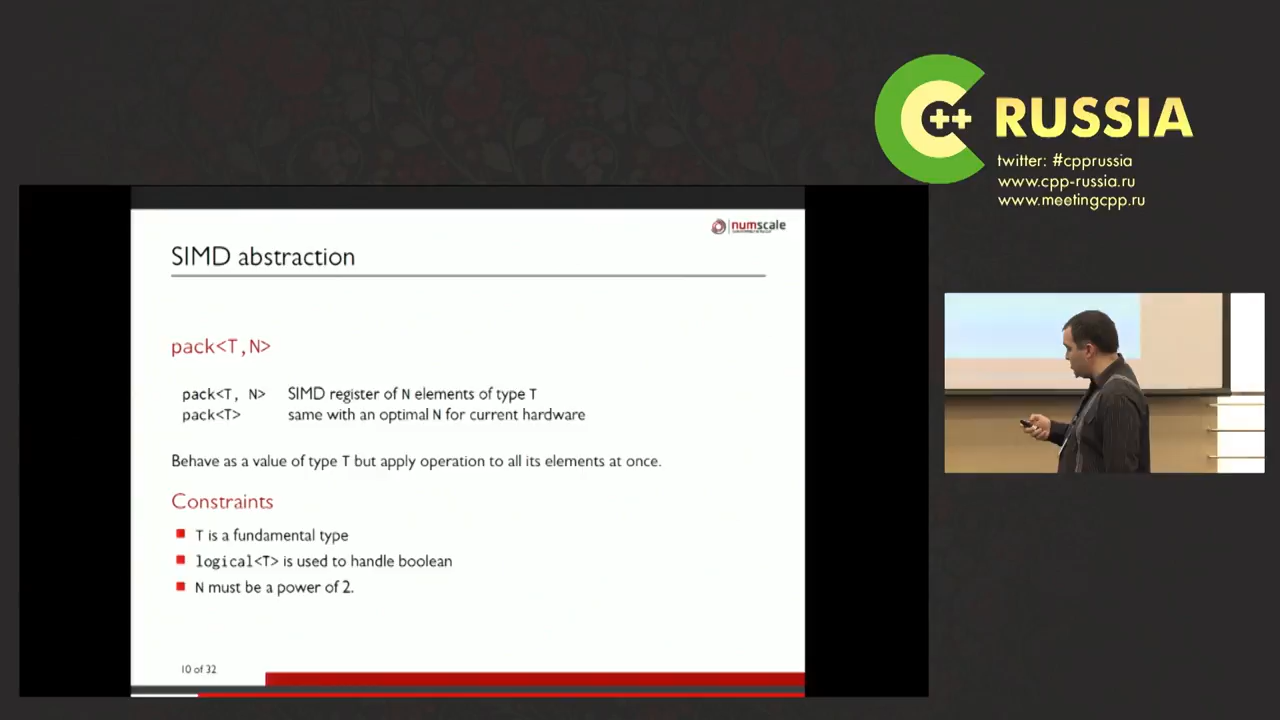 C++ RUSSIA
twitter: #cpprussia
www.cpp-russia.ru
www.meetingcpp.ru
numscale
SIMD abstraction
pack<T,N>
pack<T, N> SIMD register of N elements of type T
pack<T> same with an optimal N for current hardware
Behave as a value of type T but apply operation to all its elements at once.
Constraints
T is a fundamental type
logical<T> is used to handle boolean
N must be a power of 2.
10 of 32